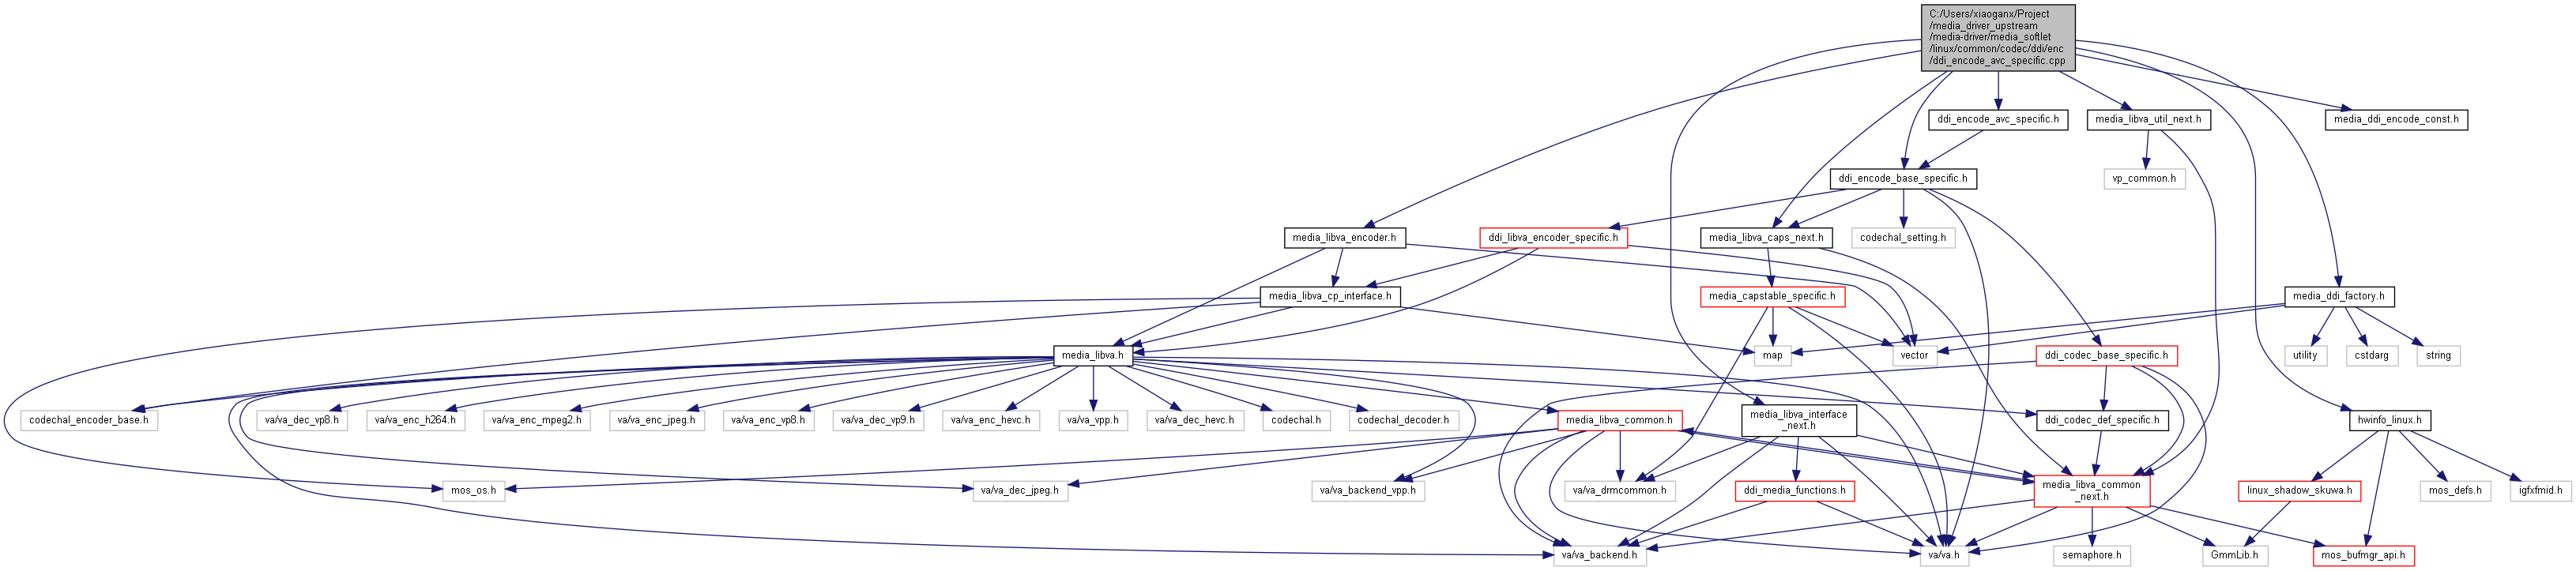 C:/Users/xiaoganx/Project
/media_driver_upstream
/media-driver/media_softlet
/linux/common/codec/ddi/enc
/ddi_encode_avc_specific.cpp
ddi_encode_avc_specific.h
media_libva_util_next.h
media_ddi_encode_const.h
ddi_encode_base_specific.h
vp_common.h
media_libva_encoder.h
ddi_libva_encoder_specific.h
media_libva_caps_next.h
codechal_setting.h
media_libva_cp_interface.h
media_capstable_specific.h
media_ddi_factory.h
media_libva.h
map
vector
ddi_codec_base_specific.h
utility
cstdarg
string
codechal_encoder_base.h
va/va_dec_vp8.h
va/va_enc_h264.h
va/va_enc_mpeg2.h
va/va_enc_jpeg.h
va/va_enc_vp8.h
va/va_dec_vp9.h
va/va_enc_hevc.h
va/va_vpp.h
va/va_dec_hevc.h
codechal.h
codechal_decoder.h
media_libva_common.h
media_libva_interface
_next.h
ddi_codec_def_specific.h
hwinfo_linux.h
mos_os.h
va/va_dec_jpeg.h
va/va_backend_vpp.h
va/va_drmcommon.h
ddi_media_functions.h
media_libva_common
_next.h
linux_shadow_skuwa.h
mos_defs.h
igfxfmid.h
va/va_backend.h
va/va.h
semaphore.h
GmmLib.h
mos_bufmgr_api.h